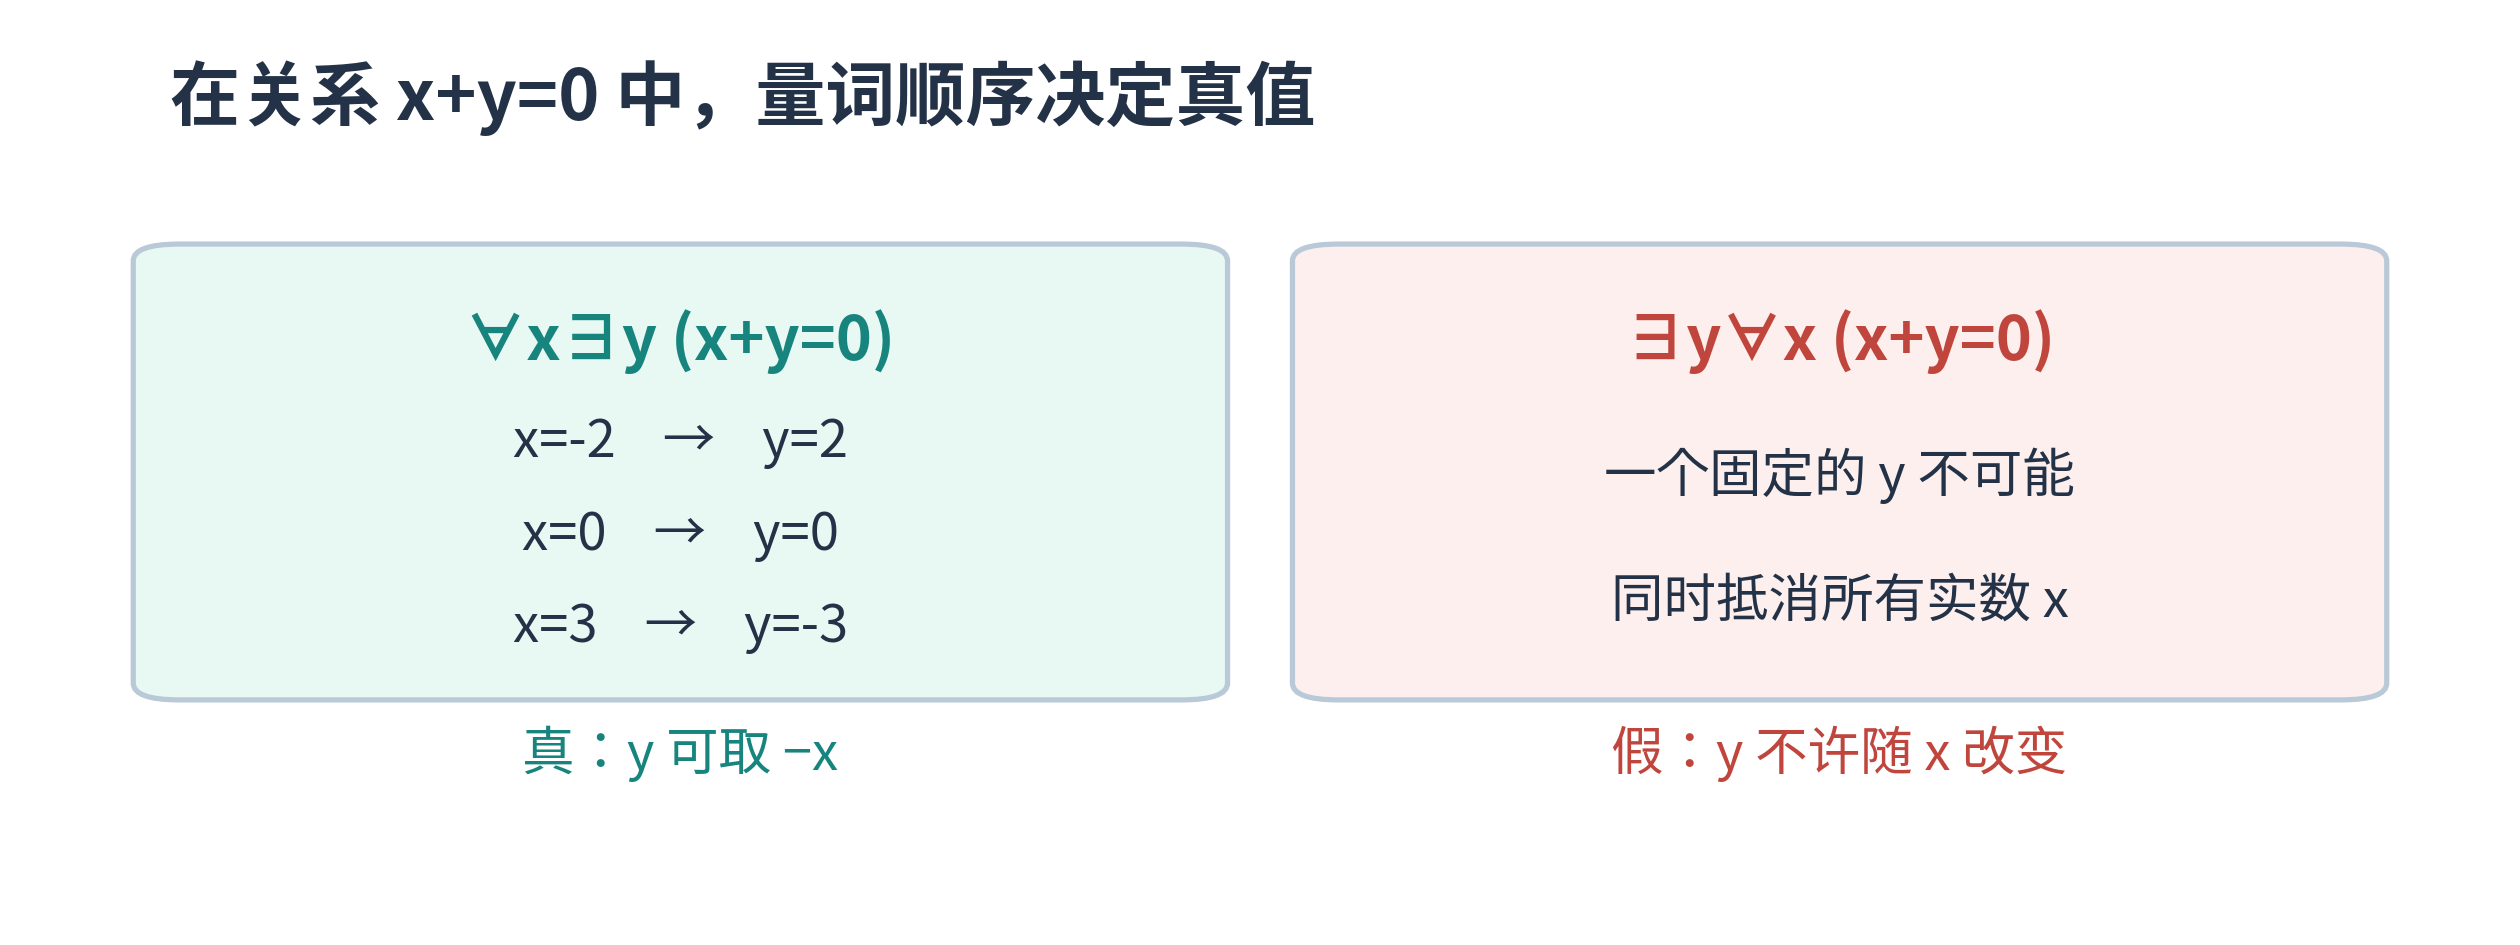 在关系 x+y=0 中，量词顺序决定真值
∀x∃y (x+y=0)
x=-2 → y=2
x=0 → y=0
x=3 → y=-3
真：y 可取 −x
∃y∀x (x+y=0)
一个固定的 y 不可能
同时抵消所有实数 x
假：y 不许随 x 改变